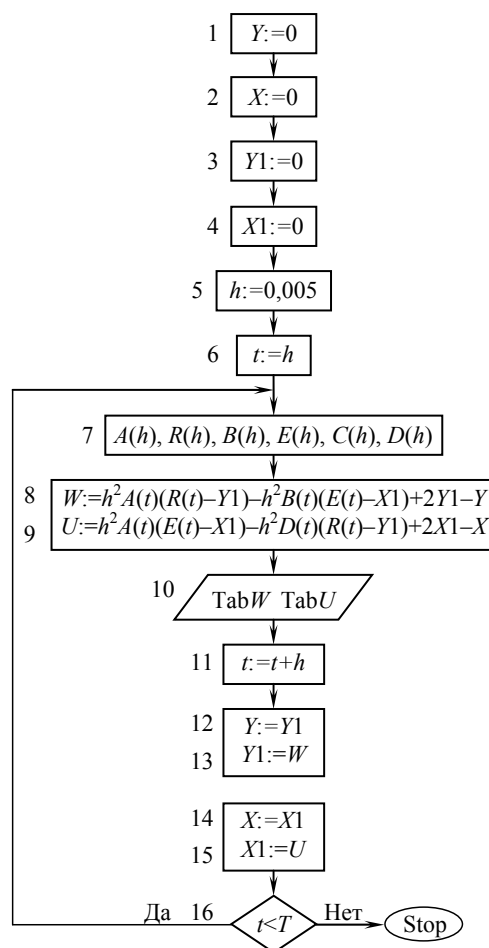 1 Y:=0
2 X:=0
3 Y1:=0
4 X1:=0
5 h:=0,005
6 t:=h
7 A(h), R(h), B(h), E(h), C(h), D(h)
8 W:=h²A(t)(R(t)–Y1)–h²B(t)(E(t)–X1)+2Y1–Y
9 U:=h²A(t)(E(t)–X1)–h²D(t)(R(t)–Y1)+2X1–X
10 TabW TabU
11 t:=t+h
12 Y:=Y1
13 Y1:=W
14 X:=X1
15 X1:=U
Да 16 t<T Нет Stop